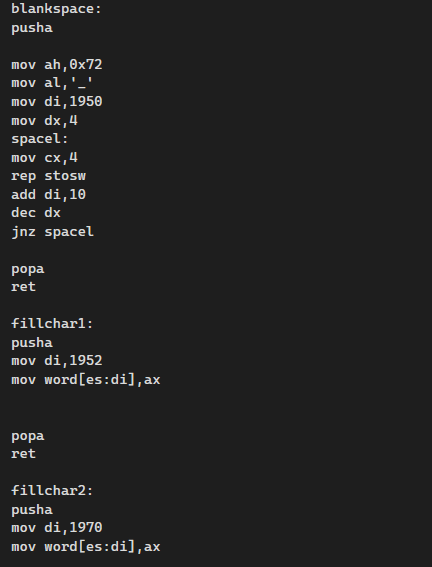 blankspace:
pusha
mov ah,0x72
mov al,'_'
mov di,1950
mov dx,4
spacel:
mov cx,4
rep stosw
add di,10
dec dx
jnz spacel
popa
ret
fillchar1:
pusha
mov di,1952
mov word[es:di],ax
popa
ret
fillchar2:
pusha
mov di,1970
mov word[es:di],ax